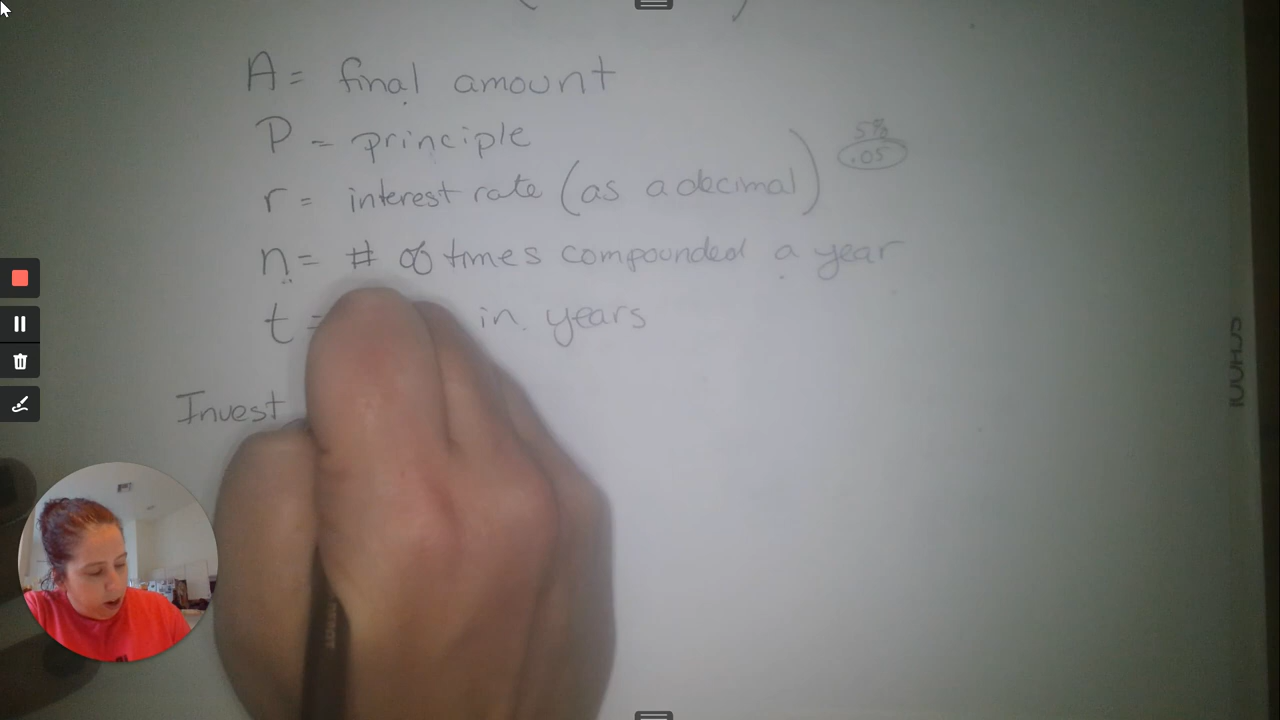 A = final amount
P = principle
r = interest rate (as a decimal)
5%
.05
n = # of times compounded a year
t = in years
Invest